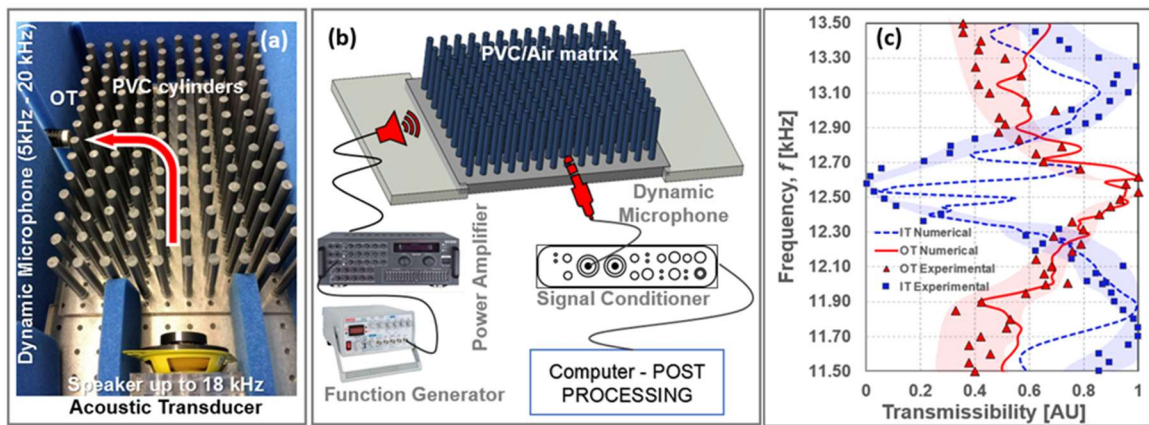 (a)
Dynamic Microphone (5kHz - 20 kHz)
OT
PVC cylinders
Speaker up to 18 kHz
Acoustic Transducer
(b)
PVC/Air matrix
Dynamic
Microphone
Power Amplifier
Signal Conditioner
Function Generator
Computer - POST
PROCESSING
(c)
Frequency, f [kHz]
13.50
13.30
13.10
12.90
12.70
12.50
12.30
12.10
11.90
11.70
11.50
IT Numerical
OT Numerical
OT Experimental
IT Experimental
0 0.2 0.4 0.6 0.8 1
Transmissibility [AU]